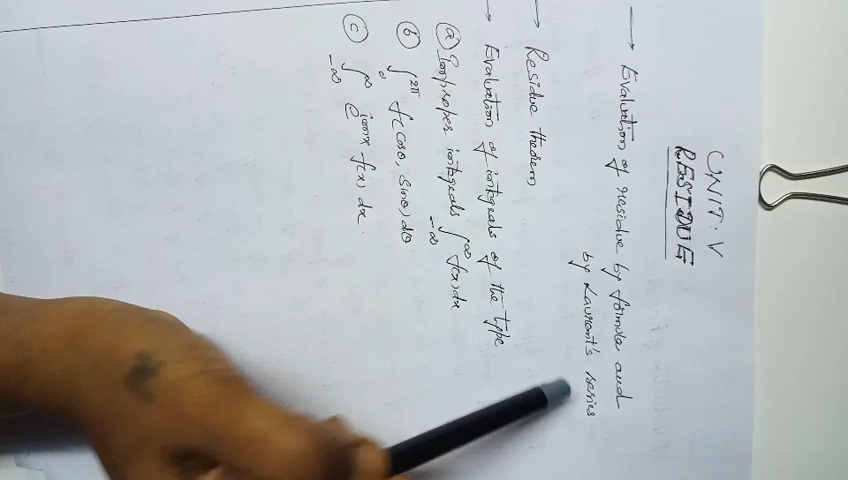 UNIT: V
RESIDUE
→ Evaluation of residue by formula and
by Laurent's series
→ Residue theorem
→ Evaluation of integrals of the type
(a) Improper integrals ∫_{-∞}^{∞} f(x) dx
(b) ∫_{0}^{2π} f(cosθ, sinθ) dθ
(c) ∫_{-∞}^{∞} e^{imx} f(x) dx.